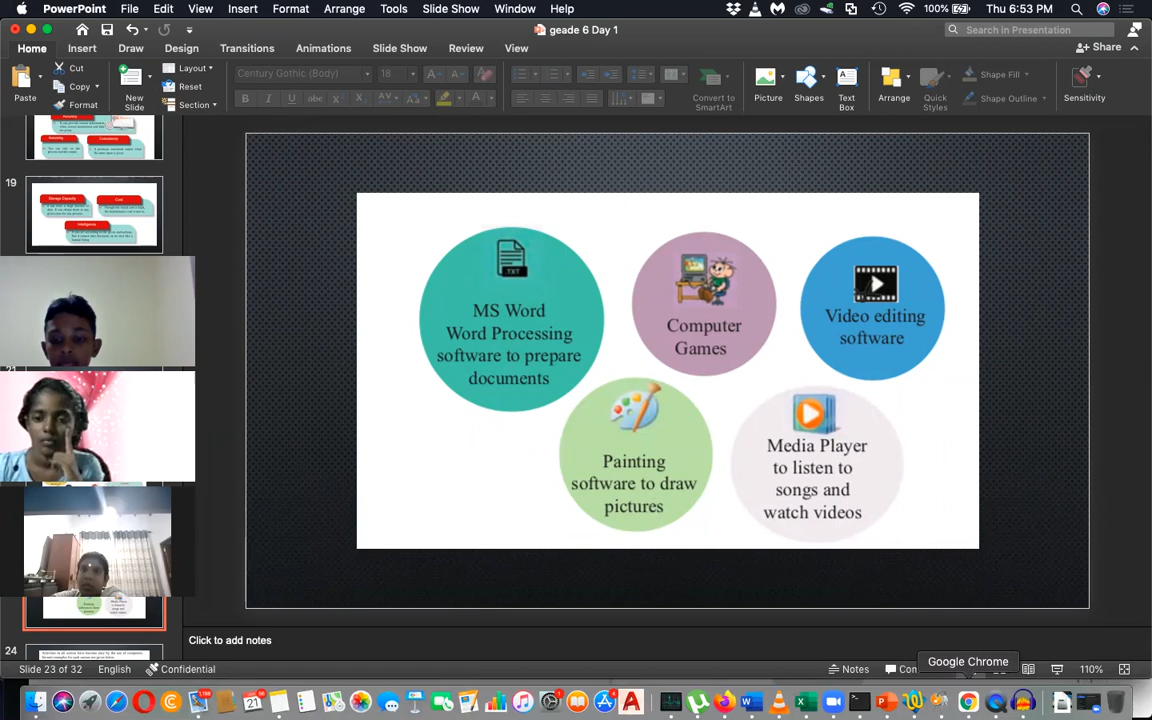 PowerPoint File Edit View Insert Format Arrange Tools Slide Show Window Help 100% Thu 6:53 PM
geade 6 Day 1
Search in Presentation
Home Insert Draw Design Transitions Animations Slide Show Review View
Share
Paste
Cut
Copy
Format
New
Slide
Layout
Reset
Section
Century Gothic (Body) 18
Convert to
SmartArt
Picture
Shapes
Text
Box
Arrange
Quick
Styles
Shape Fill
Shape Outline
Sensitivity
19
Storage Capacity
Cost
Intelligence
TXT
MS Word
Word Processing
software to prepare
documents
Computer
Games
Video editing
software
Painting
software to draw
pictures
Media Player
to listen to
songs and
watch videos
24
Click to add notes
Google Chrome
Slide 23 of 32 English Confidential
Notes
110%